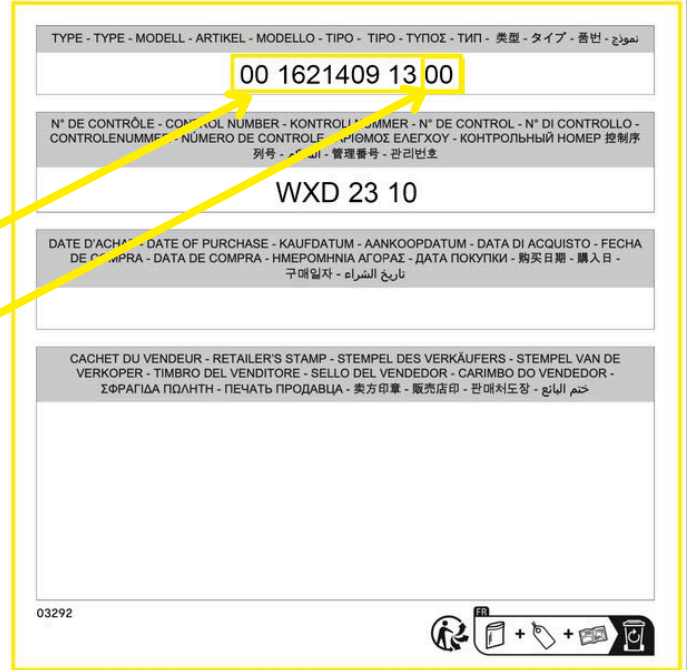 TYPE - TYPE - MODELL - ARTIKEL - MODELLO - TIPO - TIPO - ΤΥΠΟΣ - ТИП - 类型 - タイプ - 품번 - نموذج
00 1621409 13 00
N° DE CONTRÔLE - CONTROL NUMBER - KONTROLLNUMMER - N° DE CONTROL - N° DI CONTROLLO -
CONTROLENUMMER - NÚMERO DE CONTROLE - ΑΡΙΘΜΟΣ ΕΛΕΓΧΟΥ - КОНТРОЛЬНЫЙ НОМЕР 控制序
列号 - - 管理番号 - 관리번호
WXD 23 10
DATE D'ACHAT - DATE OF PURCHASE - KAUFDATUM - AANKOOPDATUM - DATA DI ACQUISTO - FECHA
DE COMPRA - DATA DE COMPRA - ΗΜΕΡΟΜΗΝΙΑ ΑΓΟΡΑΣ - ДАТА ПОКУПКИ - 购买日期 - 購入日 -
구매일자 - تاريخ الشراء
CACHET DU VENDEUR - RETAILER'S STAMP - STEMPEL DES VERKÄUFERS - STEMPEL VAN DE
VERKOPER - TIMBRO DEL VENDITORE - SELLO DEL VENDEDOR - CARIMBO DO VENDEDOR -
ΣΦΡΑΓΙΔΑ ΠΩΛΗΤΗ - ПЕЧАТЬ ПРОДАВЦА - 卖方印章 - 販売店印 - 판매처도장 - ختم البائع
03292
FR